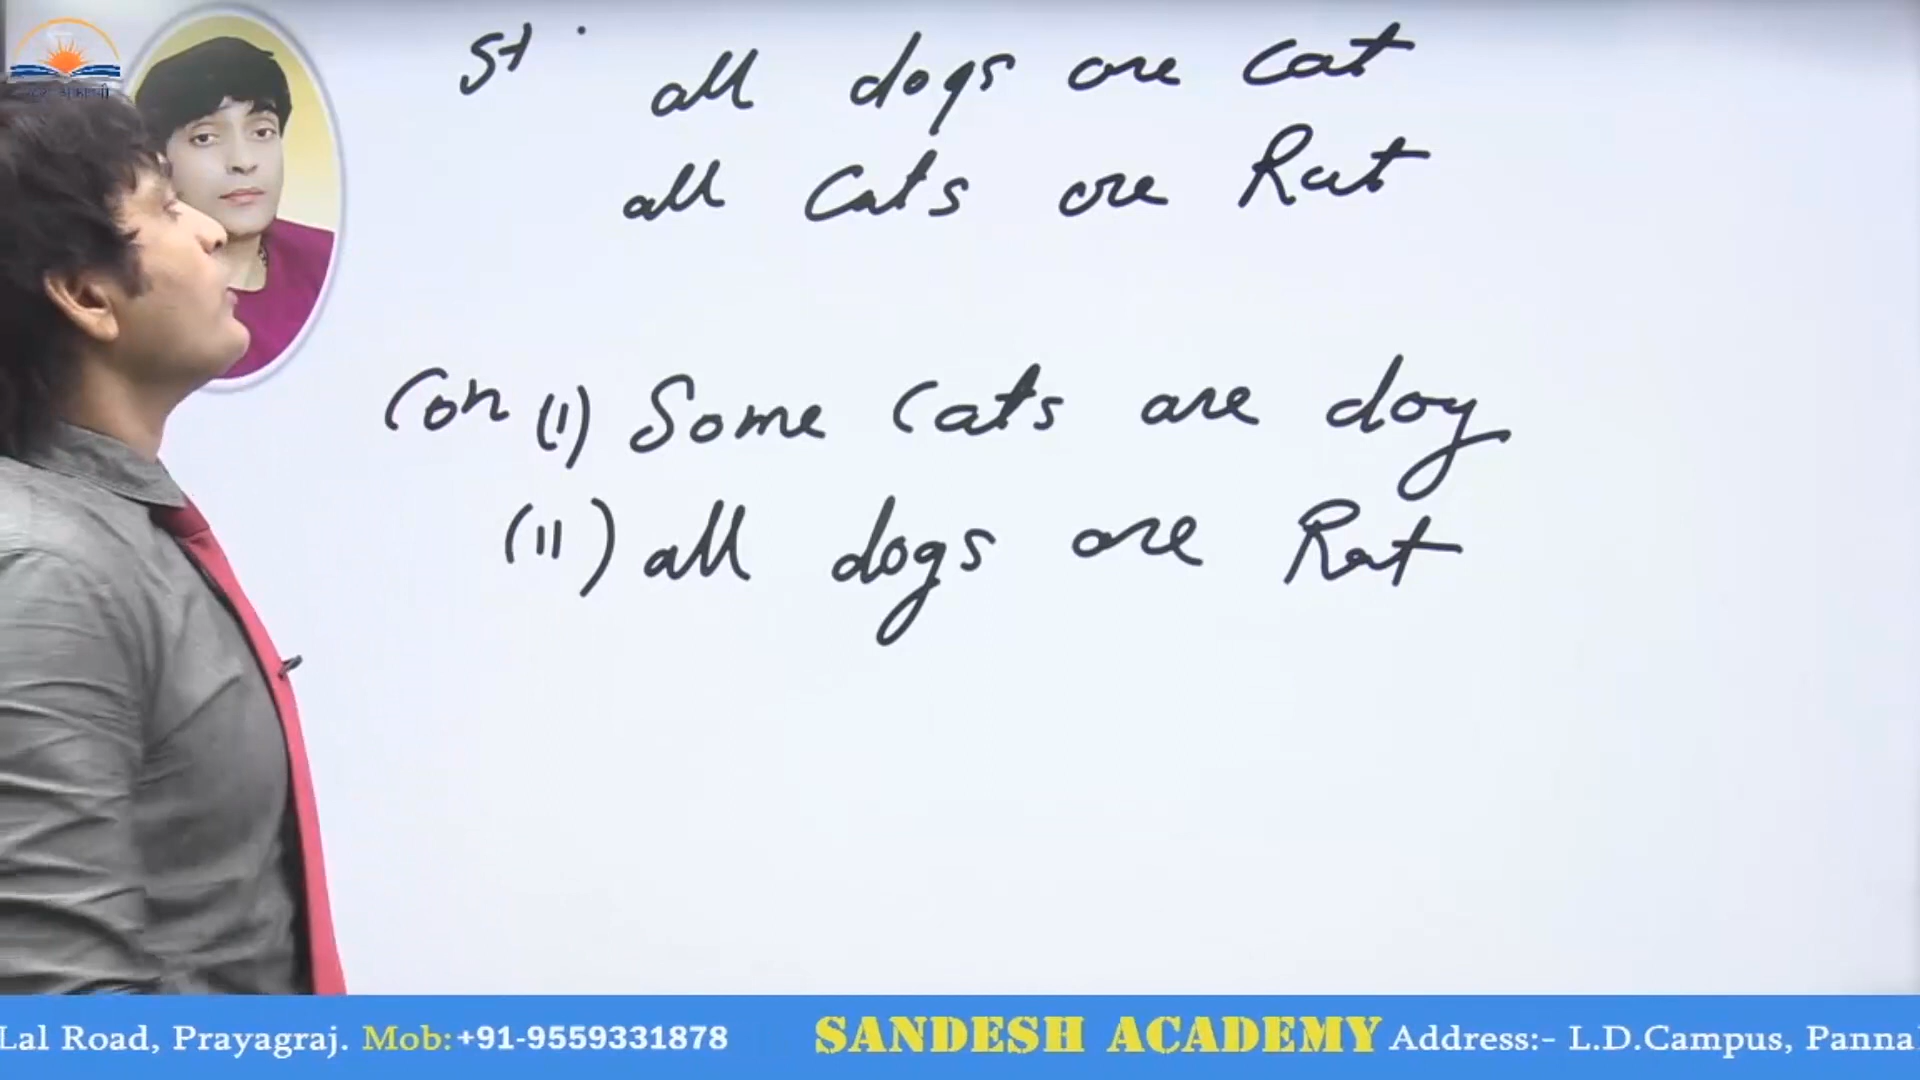 St.
all dogs are Cat
all Cats are Rat
Con (I) Some Cats are dog
(II) all dogs are Rat
Lal Road, Prayagraj. Mob:+91-9559331878 SANDESH ACADEMY Address:- L.D.Campus, Panna